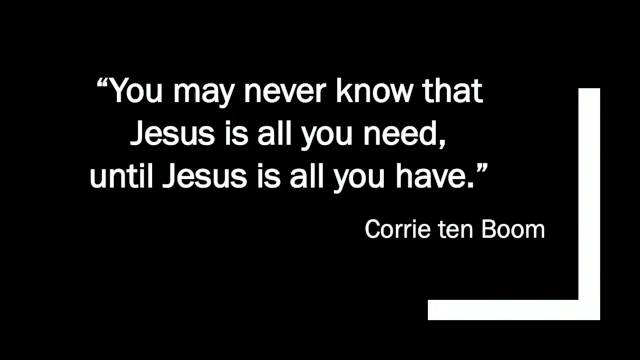 “You may never know that
Jesus is all you need,
until Jesus is all you have.”
Corrie ten Boom